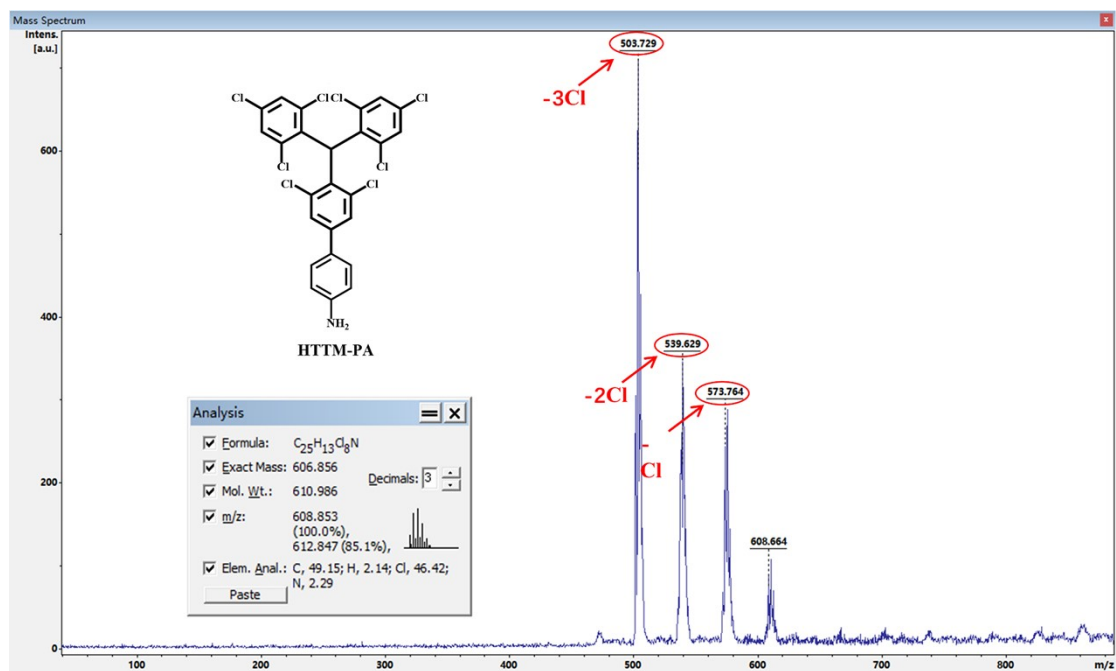 Mass Spectrum
x
Intens.
[a.u.]
600
400
200
0
100
200
300
400
500
600
700
800
m/z
503.729
-3Cl
539.629
-2Cl
573.764
-
Cl
608.664
Cl
Cl
Cl
Cl
Cl
Cl
Cl
Cl
NH₂
HTTM-PA
Analysis
Formula: C₂₅H₁₃Cl₈N
Exact Mass: 606.856
Decimals: 3
Mol. Wt.: 610.986
m/z: 608.853
(100.0%),
612.847 (85.1%),
Elem. Anal.: C, 49.15; H, 2.14; Cl, 46.42;
N, 2.29
Paste